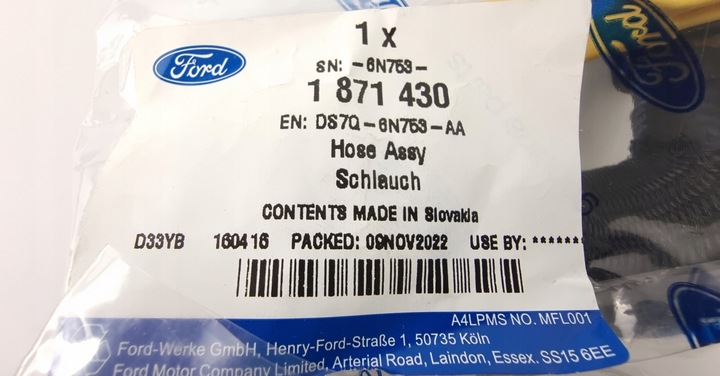 1 x
Ford
SN: -6N753-
1 871 430
EN: DS7Q-6N753-AA
Hose Assy
Schlauch
CONTENTS MADE IN Slovakia
D33YB 160416 PACKED: 09NOV2022 USE BY: ******
A4LPMS NO. MFL001
Ford-Werke GmbH, Henry-Ford-Straße 1, 50735 Köln
Ford Motor Company Limited, Arterial Road, Laindon, Essex. SS15 6EE
Ford